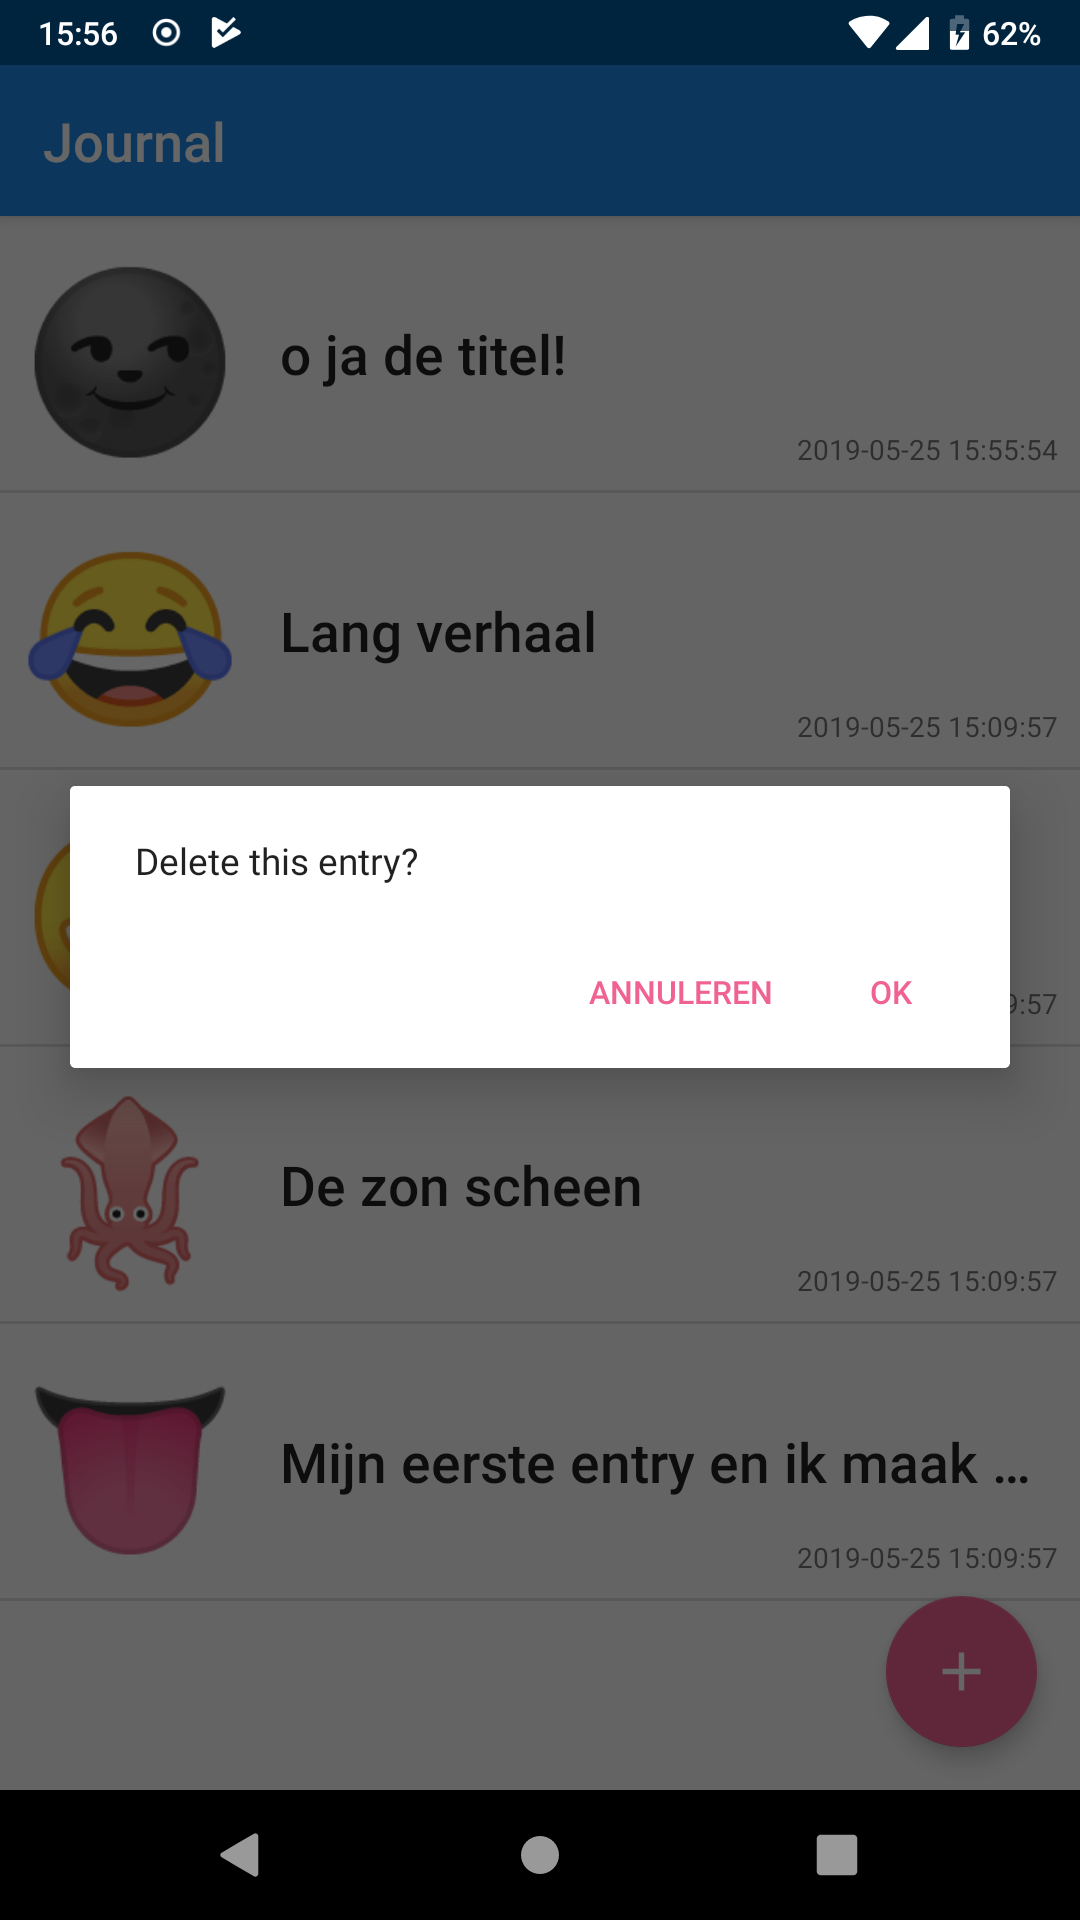 15:56
62%
Journal
o ja de titel!
2019-05-25 15:55:54
Lang verhaal
2019-05-25 15:09:57
Delete this entry?
ANNULEREN OK
9:57
De zon scheen
2019-05-25 15:09:57
Mijn eerste entry en ik maak ...
2019-05-25 15:09:57